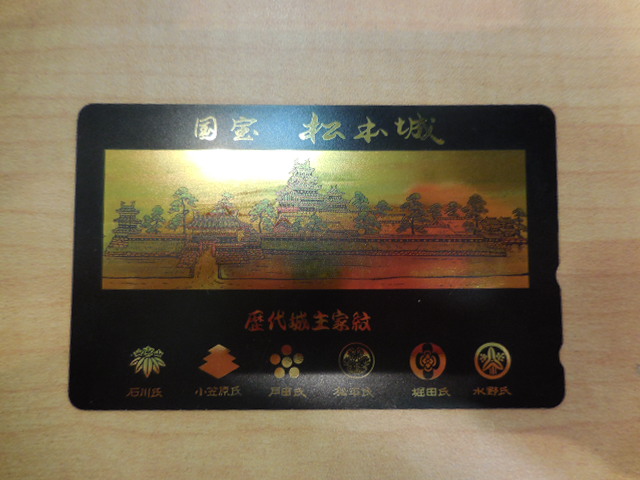 国宝 松本城
歴代城主家紋
石川氏 小笠原氏 戸田氏 松平氏 堀田氏 水野氏